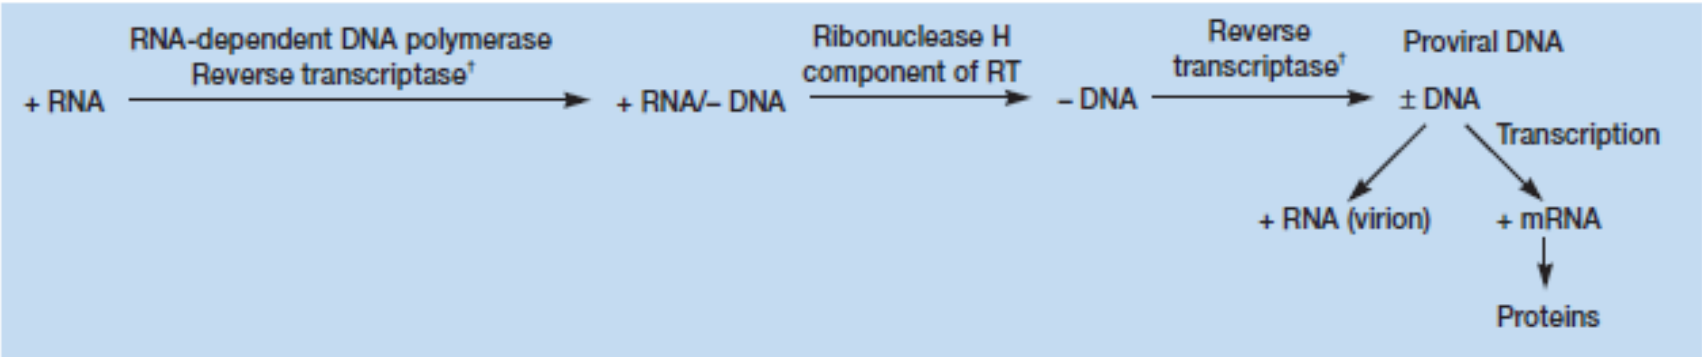 RNA-dependent DNA polymerase
Reverse transcriptase†
+ RNA
+ RNA/– DNA
Ribonuclease H
component of RT
– DNA
Reverse
transcriptase†
Proviral DNA
± DNA
Transcription
+ RNA (virion)
+ mRNA
Proteins